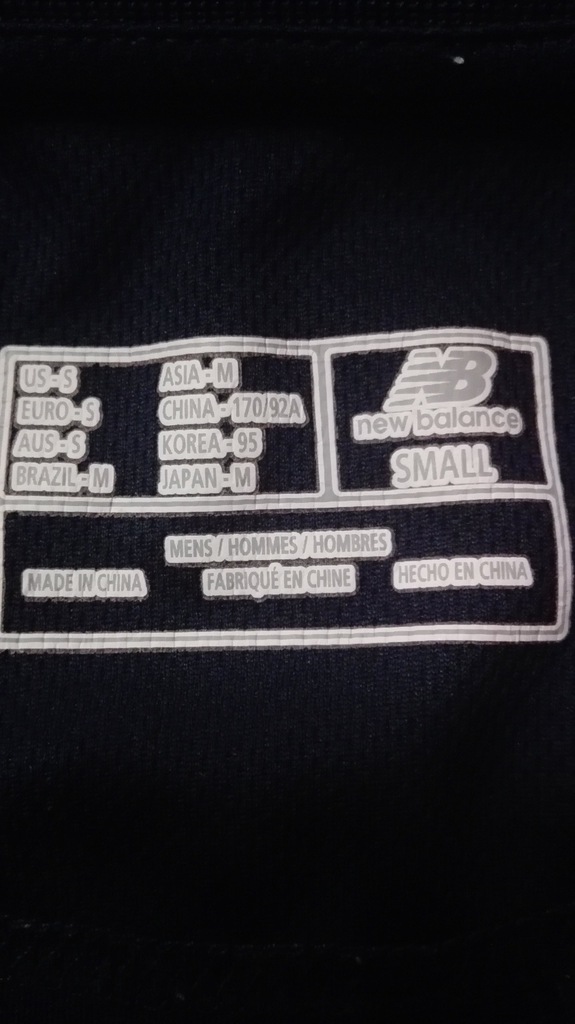 US-S
EURO-S
AUS-S
BRAZIL-M
ASIA-M
CHINA-170/92A
KOREA-95
JAPAN-M
NB
new balance
SMALL
MENS / HOMMES / HOMBRES
MADE IN CHINA
FABRIQUÉ EN CHINE
HECHO EN CHINA